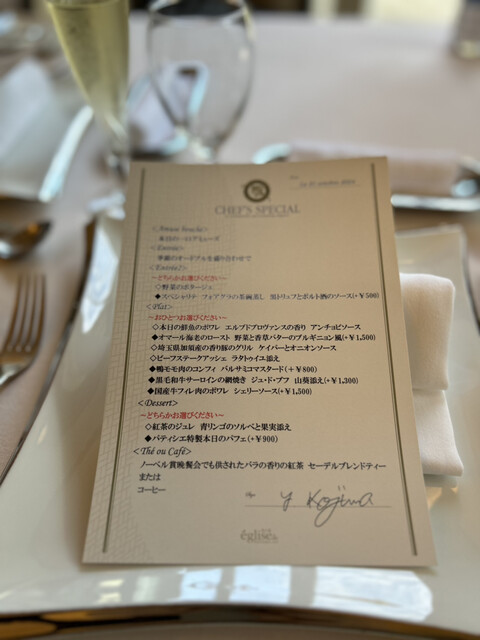 CHEF'S SPECIAL
<Amuse bouche>
本日の一口アミューズ
<Entrée>
季節のオードブルを盛り合わせで
<Entrée2>
～どちらかお選びください～
◇野菜のポタージュ
◆スペシャリテ フォアグラの茶碗蒸し 黒トリュフとポルト酒のソース(+￥500)
<Plat>
～おひとつお選びください～
◇本日の鮮魚のポワレ エルブドプロヴァンスの香り アンチョビソース
◆オマール海老のロースト 野菜と香草バターのブルギニョン風(+￥1,500)
◇埼玉県加須産の香り豚のグリル ケイパーとオニオンソース
◇ビーフステークアッシェ ラタトゥイユ添え
◆鴨モモ肉のコンフィ バルサミコマスタード(+￥800)
◆黒毛和牛サーロインの網焼き ジュ・ド・ブフ 山葵添え(+￥1,300)
◆国産牛フィレ肉のポワレ シェリーソース(+￥1,500)
<Dessert>
～どちらかお選びください～
◇紅茶のジュレ 青リンゴのソルベと果実添え
◆パティシエ特製本日のパフェ(+￥900)
<Thé ou Café>
ノーベル賞晩餐会でも供されたバラの香りの紅茶 セーデルブレンドティー
または
コーヒー
Y Kojima
église